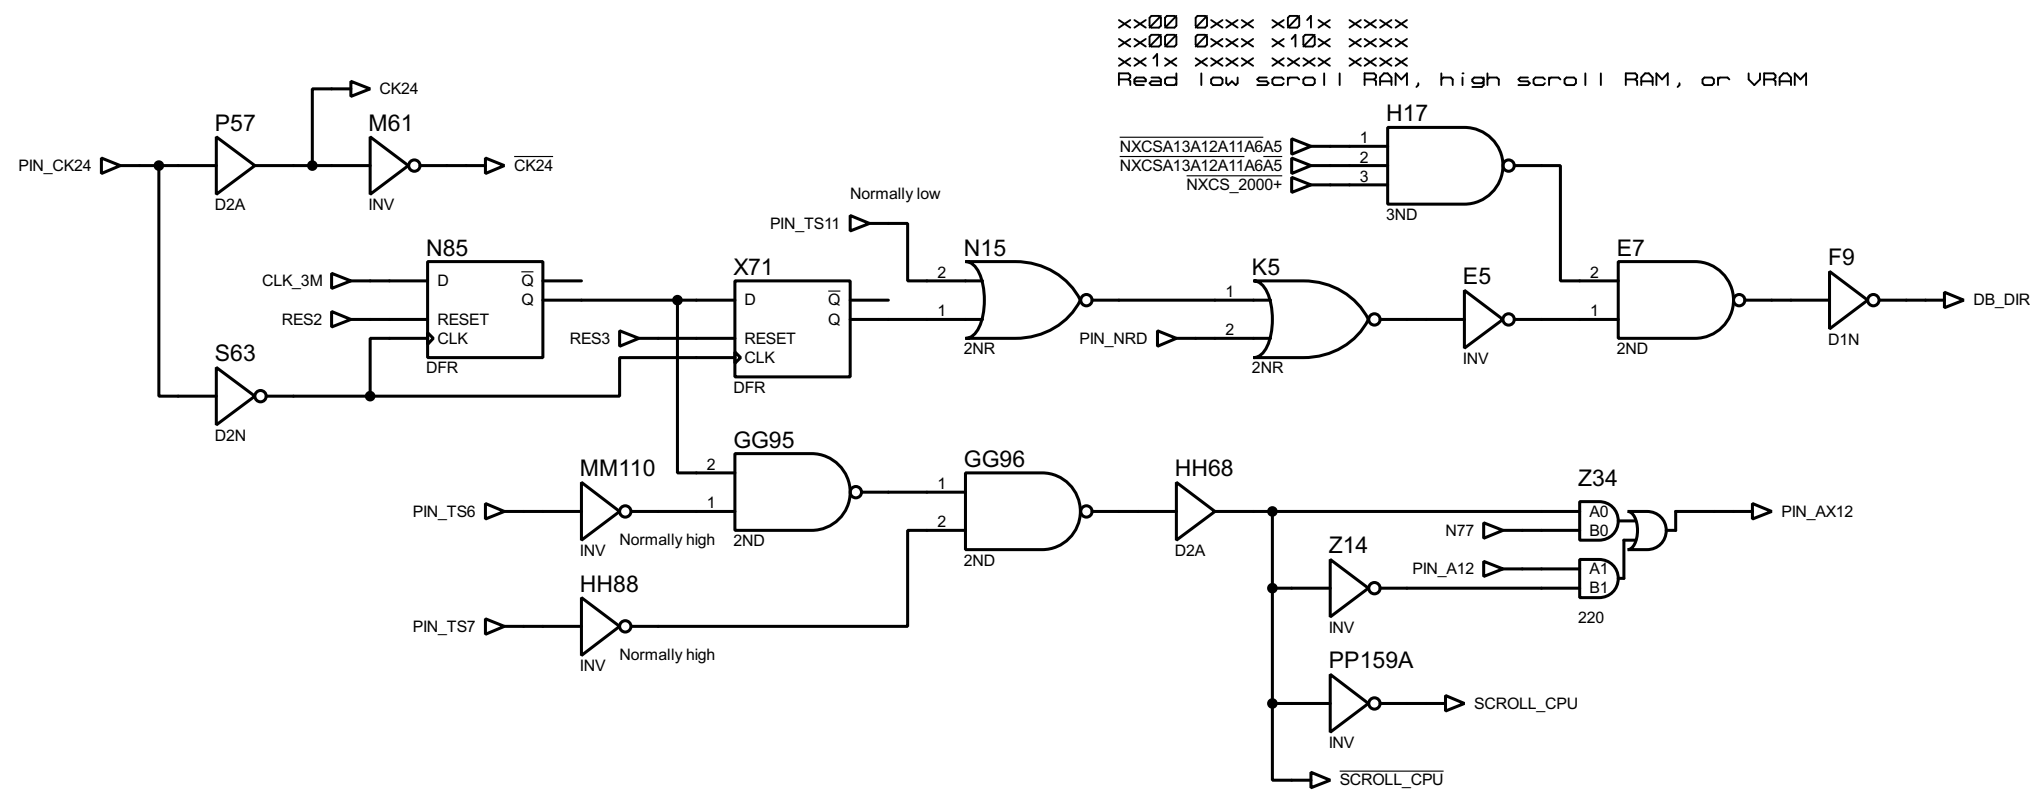 xx00 0xxx x01x xxxx
xx00 0xxx x10x xxxx
xx1x xxxx xxxx xxxx
Read low scroll RAM, high scroll RAM, or VRAM
CK24
P57
M61
H17
PIN_CK24
CK24
D2A
INV
NXCSA13A12A11A6A5
1
NXCSA13A12A11A6A5
2
NXCS_2000+
3
3ND
Normally low
PIN_TS11
N85
X71
N15
K5
E5
E7
F9
CLK_3M
D
Q
Q
RES2
RESET
CLK
DFR
D
Q
Q
RES3
RESET
CLK
DFR
2
1
2NR
1
PIN_NRD
2
2NR
INV
2
1
2ND
D1N
DB_DIR
S63
D2N
GG95
MM110
GG96
HH68
Z34
2
PIN_TS6
1
INV
Normally high
2ND
1
2
2ND
D2A
A0
B0
N77
PIN_AX12
Z14
PIN_A12
A1
B1
INV
220
HH88
PIN_TS7
INV
Normally high
PP159A
SCROLL_CPU
INV
SCROLL_CPU